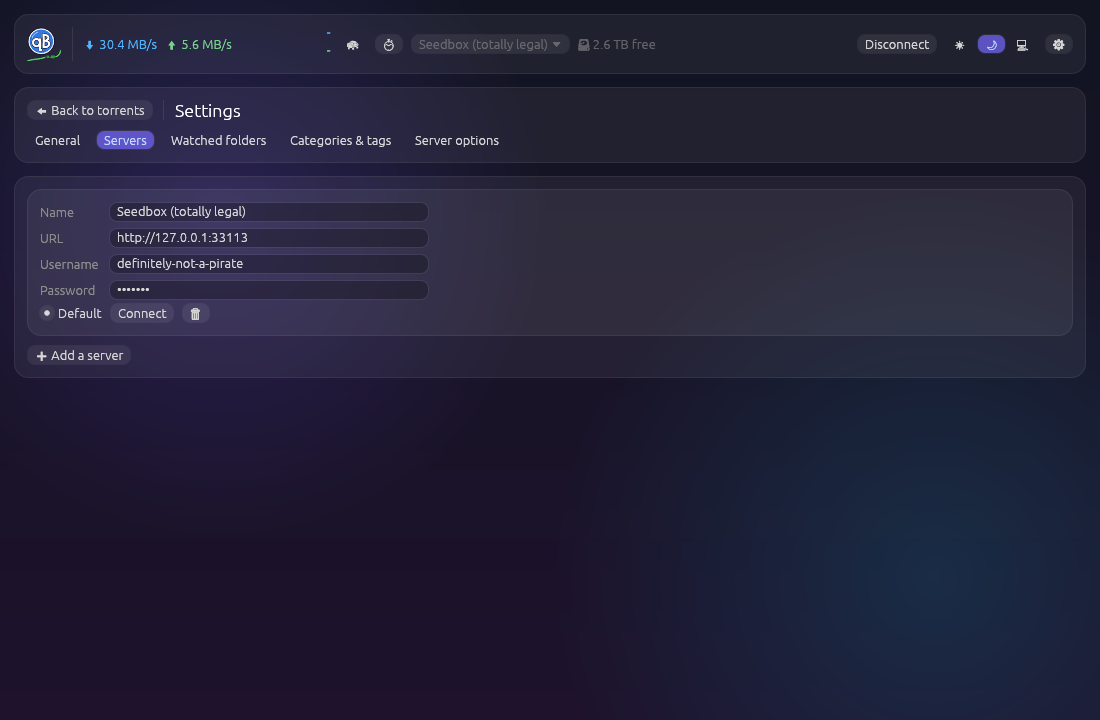 qB
30.4 MB/s 5.6 MB/s
Seedbox (totally legal) 2.6 TB free
Disconnect
Back to torrents Settings
General Servers Watched folders Categories & tags Server options
Name Seedbox (totally legal)
URL http://127.0.0.1:33113
Username definitely-not-a-pirate
Password •••••••
Default Connect
Add a server